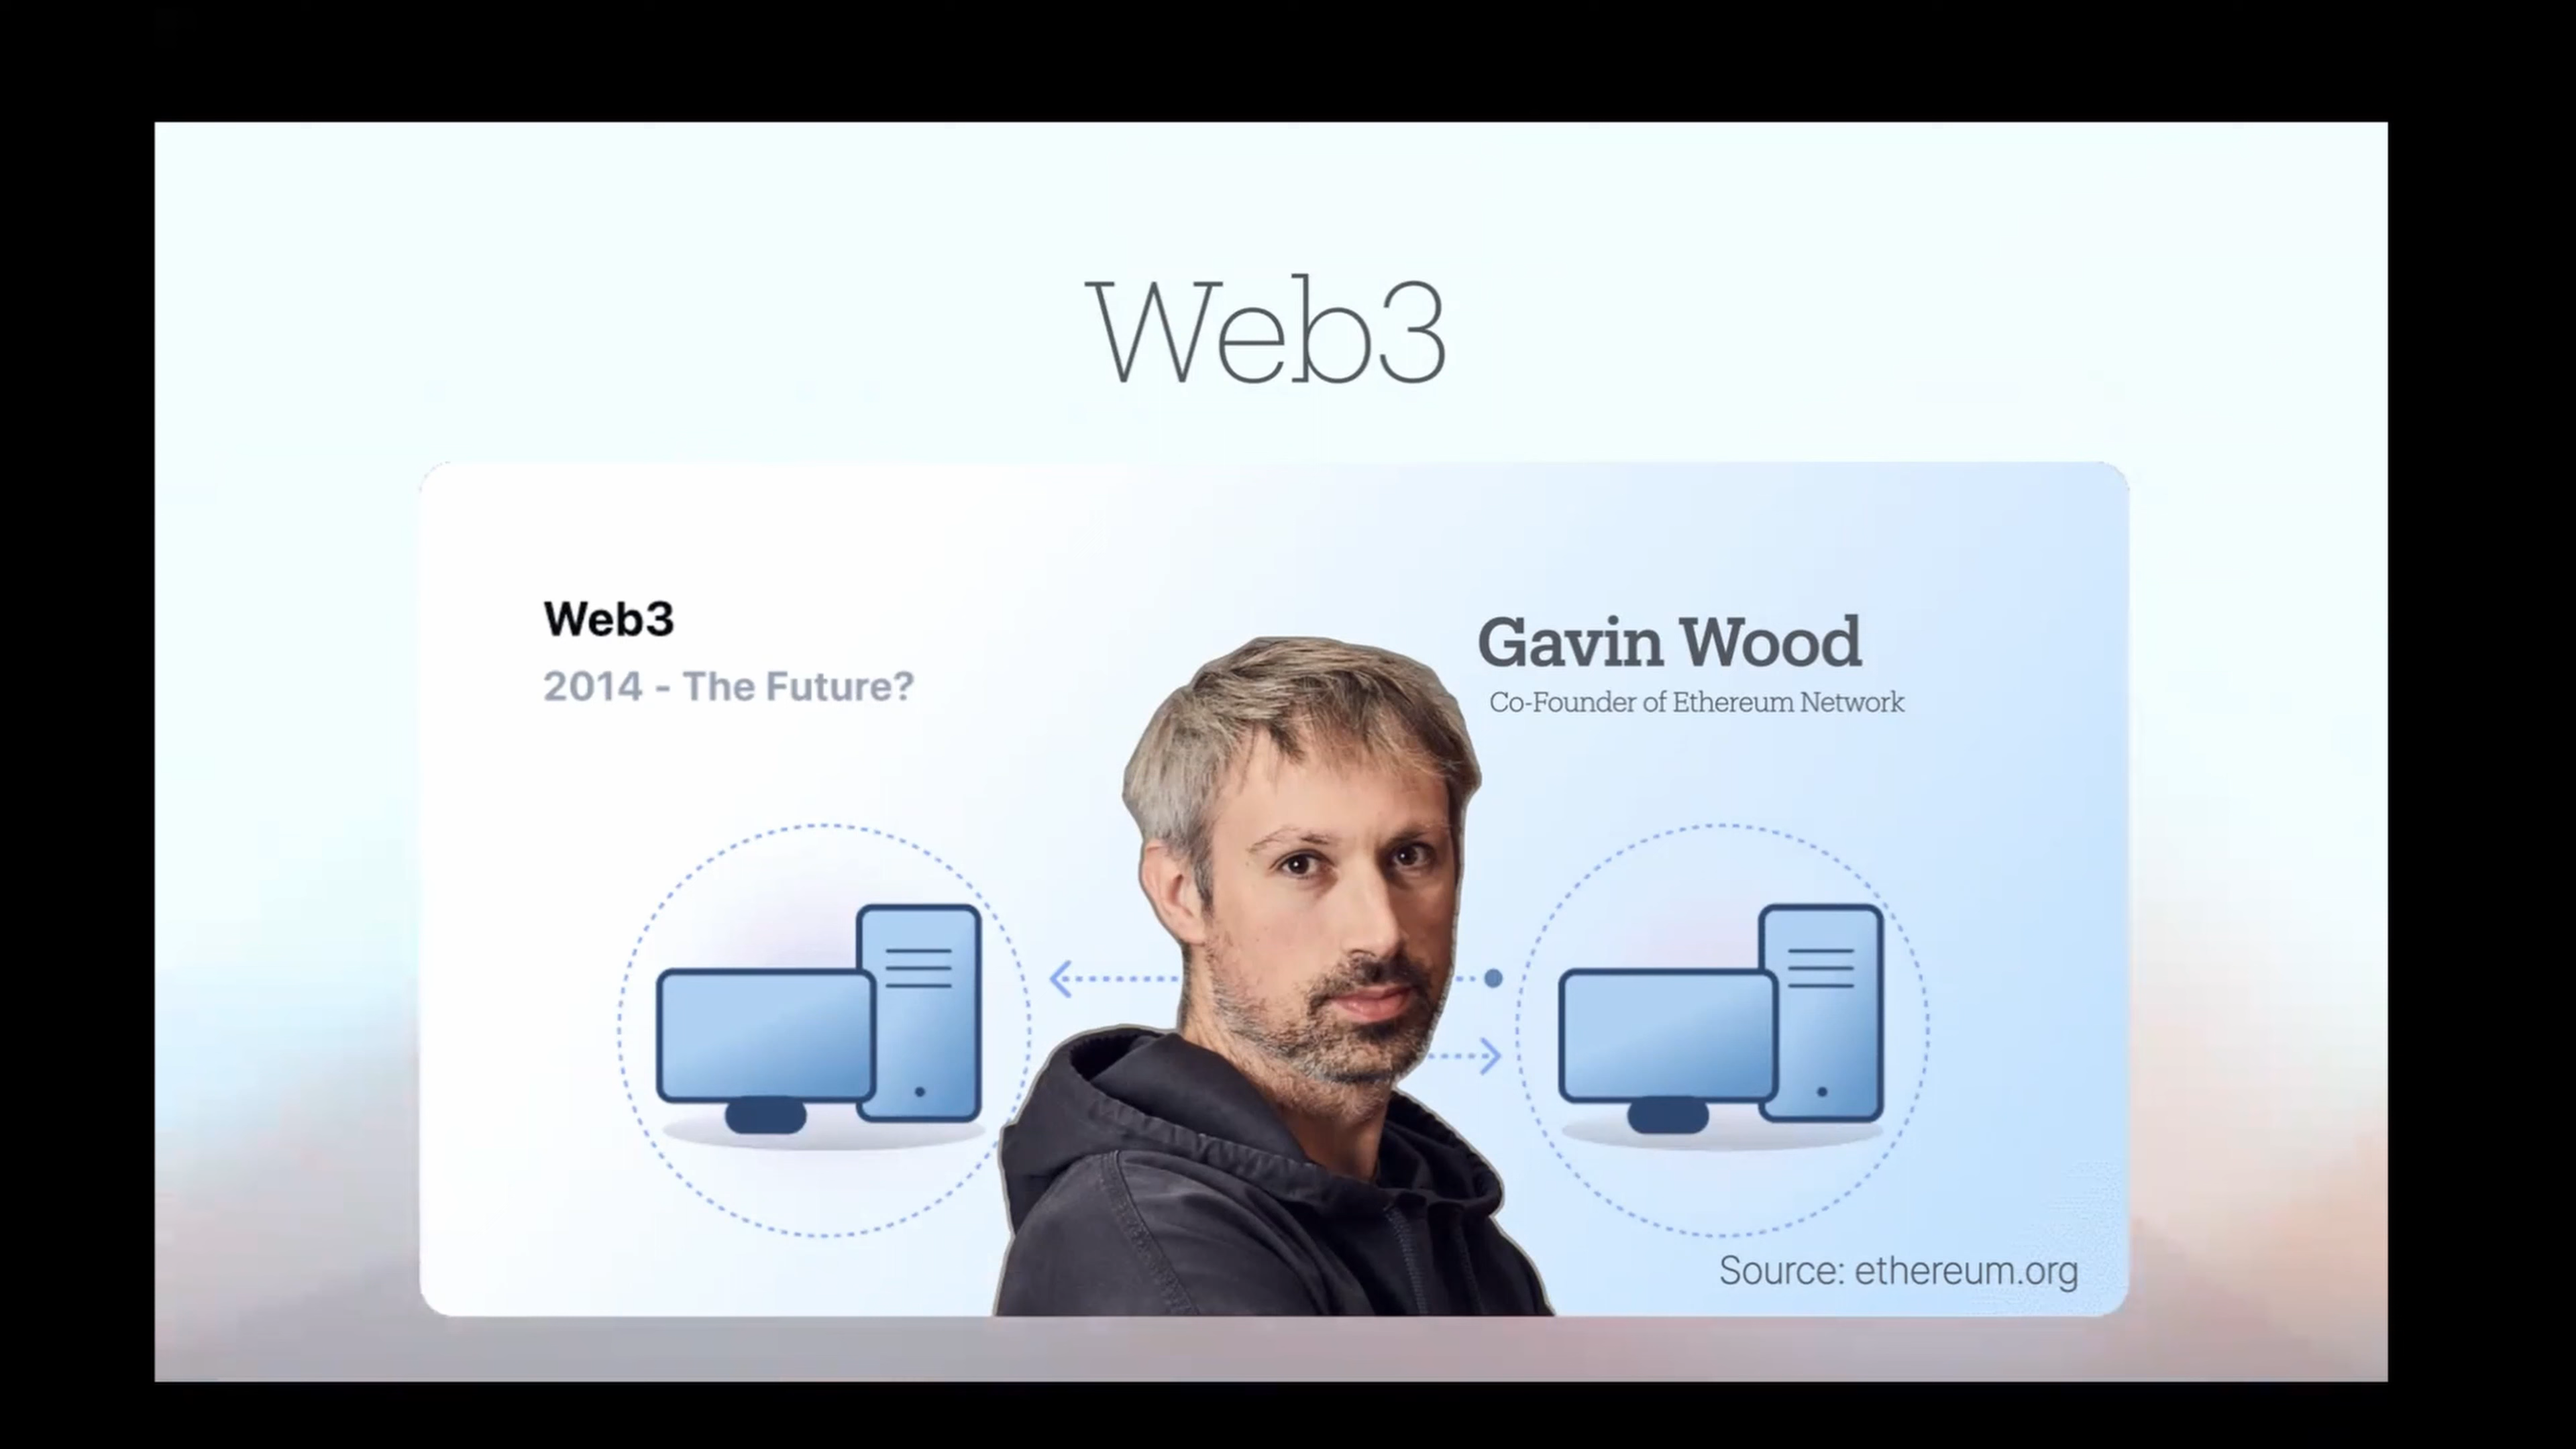 Web3
Web3
2014 - The Future?
Gavin Wood
Co-Founder of Ethereum Network
Source: ethereum.org